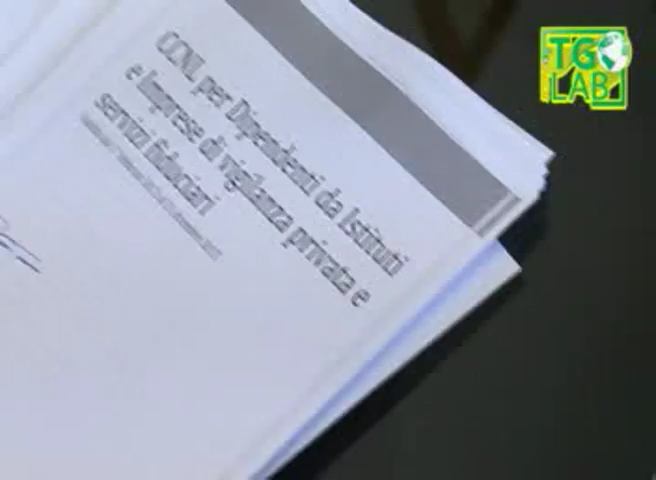 CCNL per Dipendenti da Istituti
e Imprese di vigilanza privata e
servizi fiduciari
TG
LAB